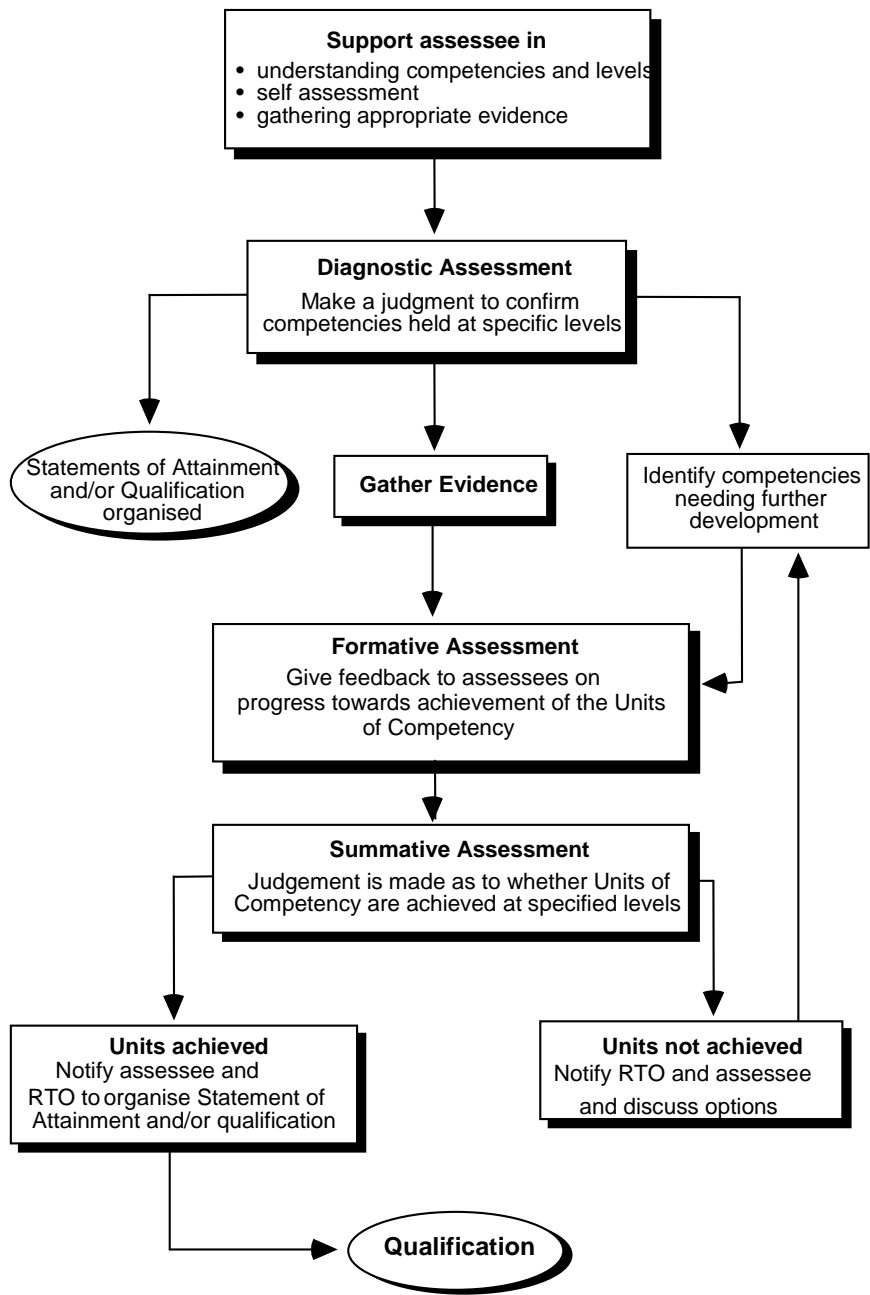 Support assessee in
• understanding competencies and levels
• self assessment
• gathering appropriate evidence
Diagnostic Assessment
Make a judgment to confirm
competencies held at specific levels
Statements of Attainment
and/or Qualification
organised
Gather Evidence
Identify competencies
needing further
development
Formative Assessment
Give feedback to assessees on
progress towards achievement of the Units
of Competency
Summative Assessment
Judgement is made as to whether Units of
Competency are achieved at specified levels
Units achieved
Notify assessee and
RTO to organise Statement of
Attainment and/or qualification
Units not achieved
Notify RTO and assessee
and discuss options
Qualification